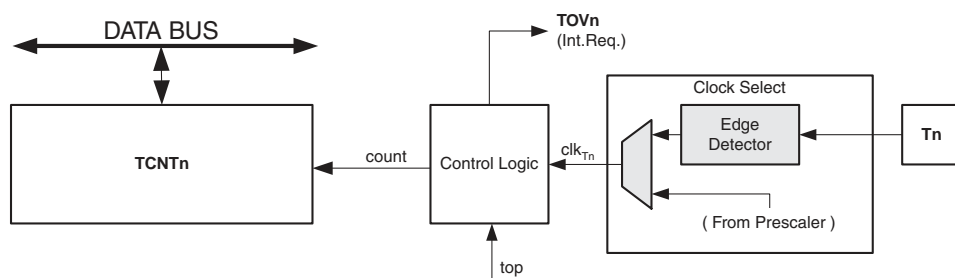 DATA BUS
TOVn
(Int.Req.)
Clock Select
TCNTn
count
Control Logic
clkTn
Edge
Detector
Tn
( From Prescaler )
top